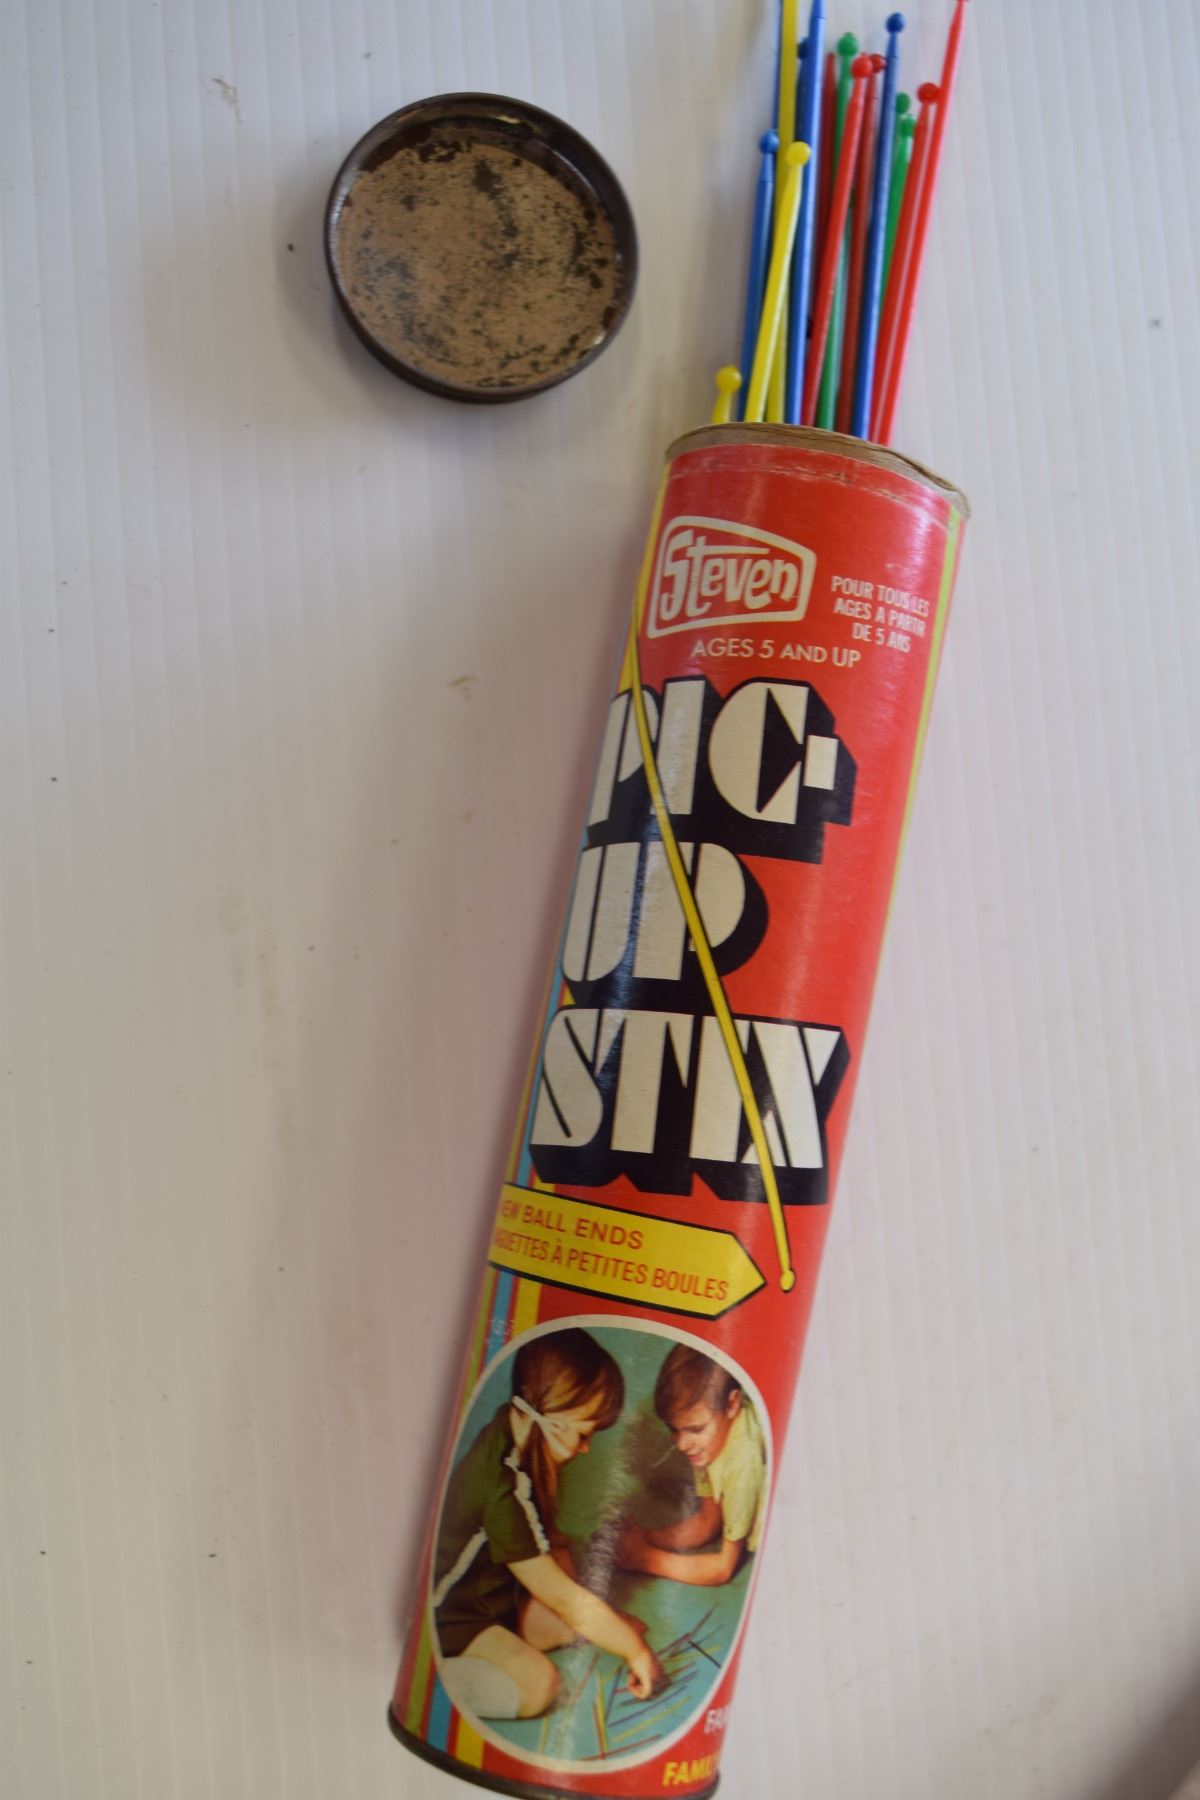 Steven
POUR TOUS LES
AGES A PARTIR
DE 5 ANS
AGES 5 AND UP
PIC-
UP
STIX
BALL ENDS
À PETITES BOULES